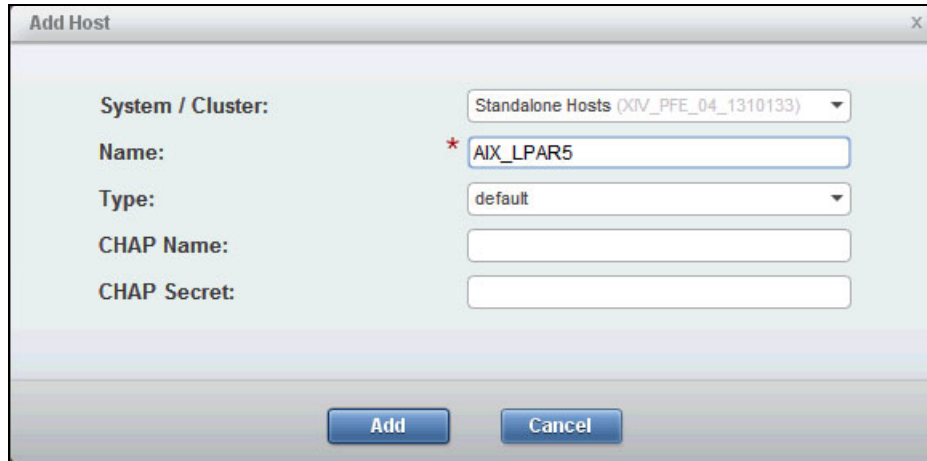 Add Host x
System / Cluster: Standalone Hosts (XIV_PFE_04_1310133)
Name: * AIX_LPAR5
Type: default
CHAP Name:
CHAP Secret:
Add Cancel